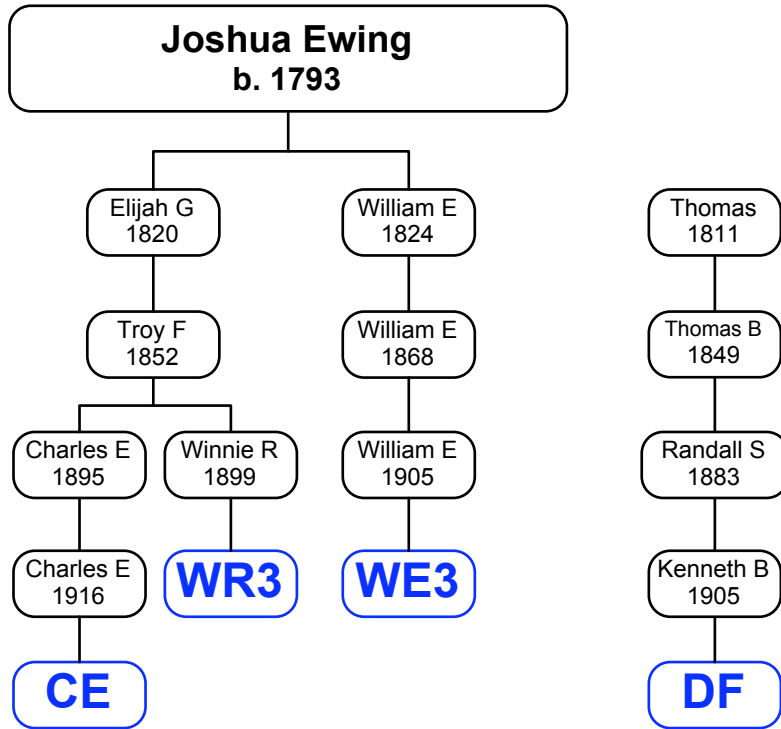 Joshua Ewing
b. 1793
Elijah G
1820
William E
1824
Thomas
1811
Troy F
1852
William E
1868
Thomas B
1849
Charles E
1895
Winnie R
1899
William E
1905
Randall S
1883
Charles E
1916
WR3
WE3
Kenneth B
1905
CE
DF